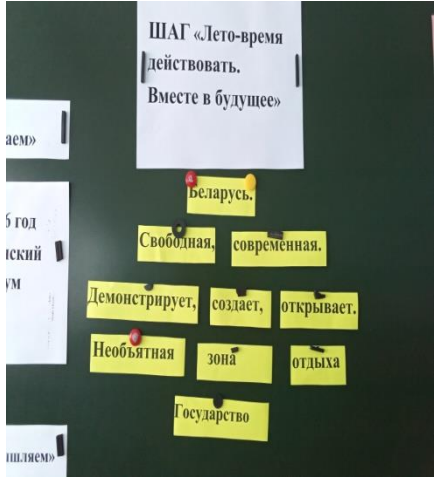 ШАГ «Лето-время
действовать.
Вместе в будущее»
аем»
6 год
ский
ум
Беларусь.
Свободная, современная.
Демонстрирует, создает, открывает.
Необъятная зона отдыха
Государство
шляем»